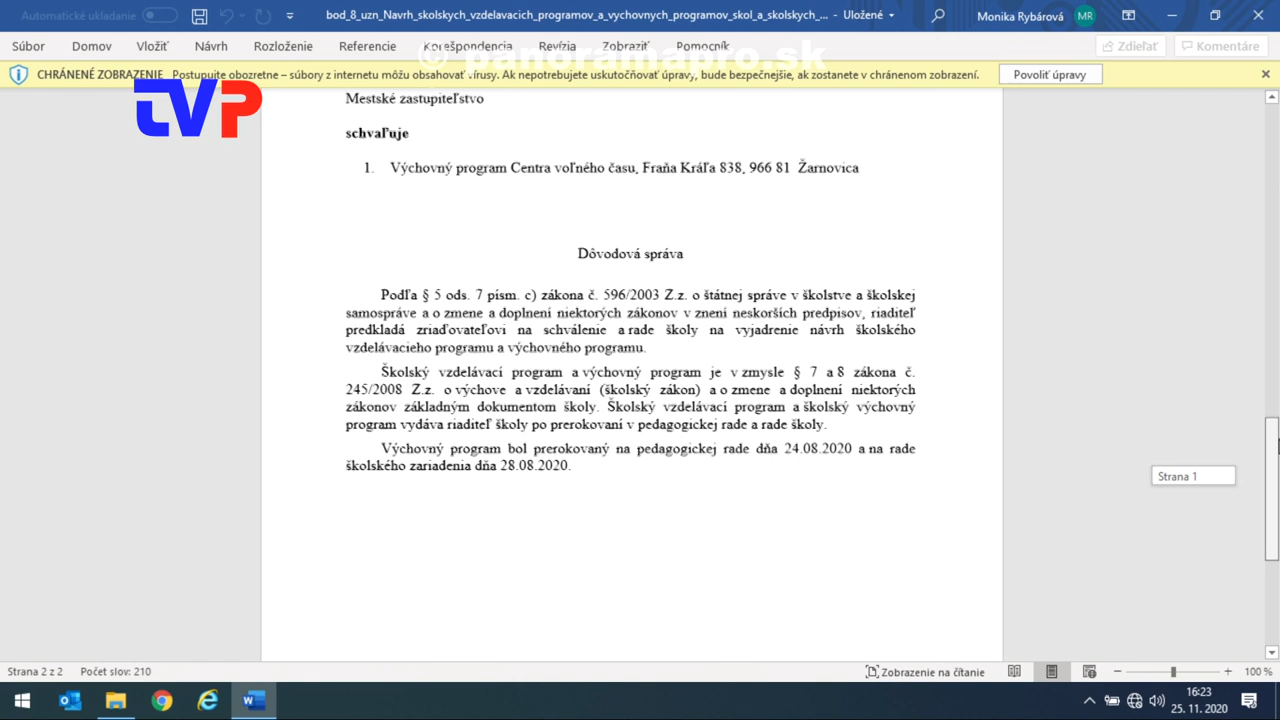 Automatické ukladanie
bod_8_uzn_Navrh_skolskych_vzdelavacich_programov_a_vychovnych_programov_skol_a_skolskych_... - Uložené
Monika Rybárová MR
Súbor Domov Vložiť Návrh Rozloženie Referencie Korešpondencia Revízia Zobraziť Pomocník Zdieľať Komentáre
© panoramapro.sk
CHRÁNENÉ ZOBRAZENIE Postupujte obozretne – súbory z internetu môžu obsahovať vírusy. Ak nepotrebujete uskutočňovať úpravy, bude bezpečnejšie, ak zostanete v chránenom zobrazení. Povoliť úpravy
TVP
Mestské zastupiteľstvo
schvaľuje
1. Výchovný program Centra voľného času, Fraňa Kráľa 838, 966 81 Žarnovica
Dôvodová správa
Podľa § 5 ods. 7 písm. c) zákona č. 596/2003 Z.z. o štátnej správe v školstve a školskej
samospráve a o zmene a doplnení niektorých zákonov v znení neskorších predpisov, riaditeľ
predkladá zriaďovateľovi na schválenie a rade školy na vyjadrenie návrh školského
vzdelávacieho programu a výchovného programu.
Školský vzdelávací program a výchovný program je v zmysle § 7 a 8 zákona č.
245/2008 Z.z. o výchove a vzdelávaní (školský zákon) a o zmene a doplnení niektorých
zákonov základným dokumentom školy. Školský vzdelávací program a školský výchovný
program vydáva riaditeľ školy po prerokovaní v pedagogickej rade a rade školy.
Výchovný program bol prerokovaný na pedagogickej rade dňa 24.08.2020 a na rade
školského zariadenia dňa 28.08.2020.
Strana 1
Strana 2 z 2 Počet slov: 210 Zobrazenie na čítanie 100 %
16:23
25. 11. 2020